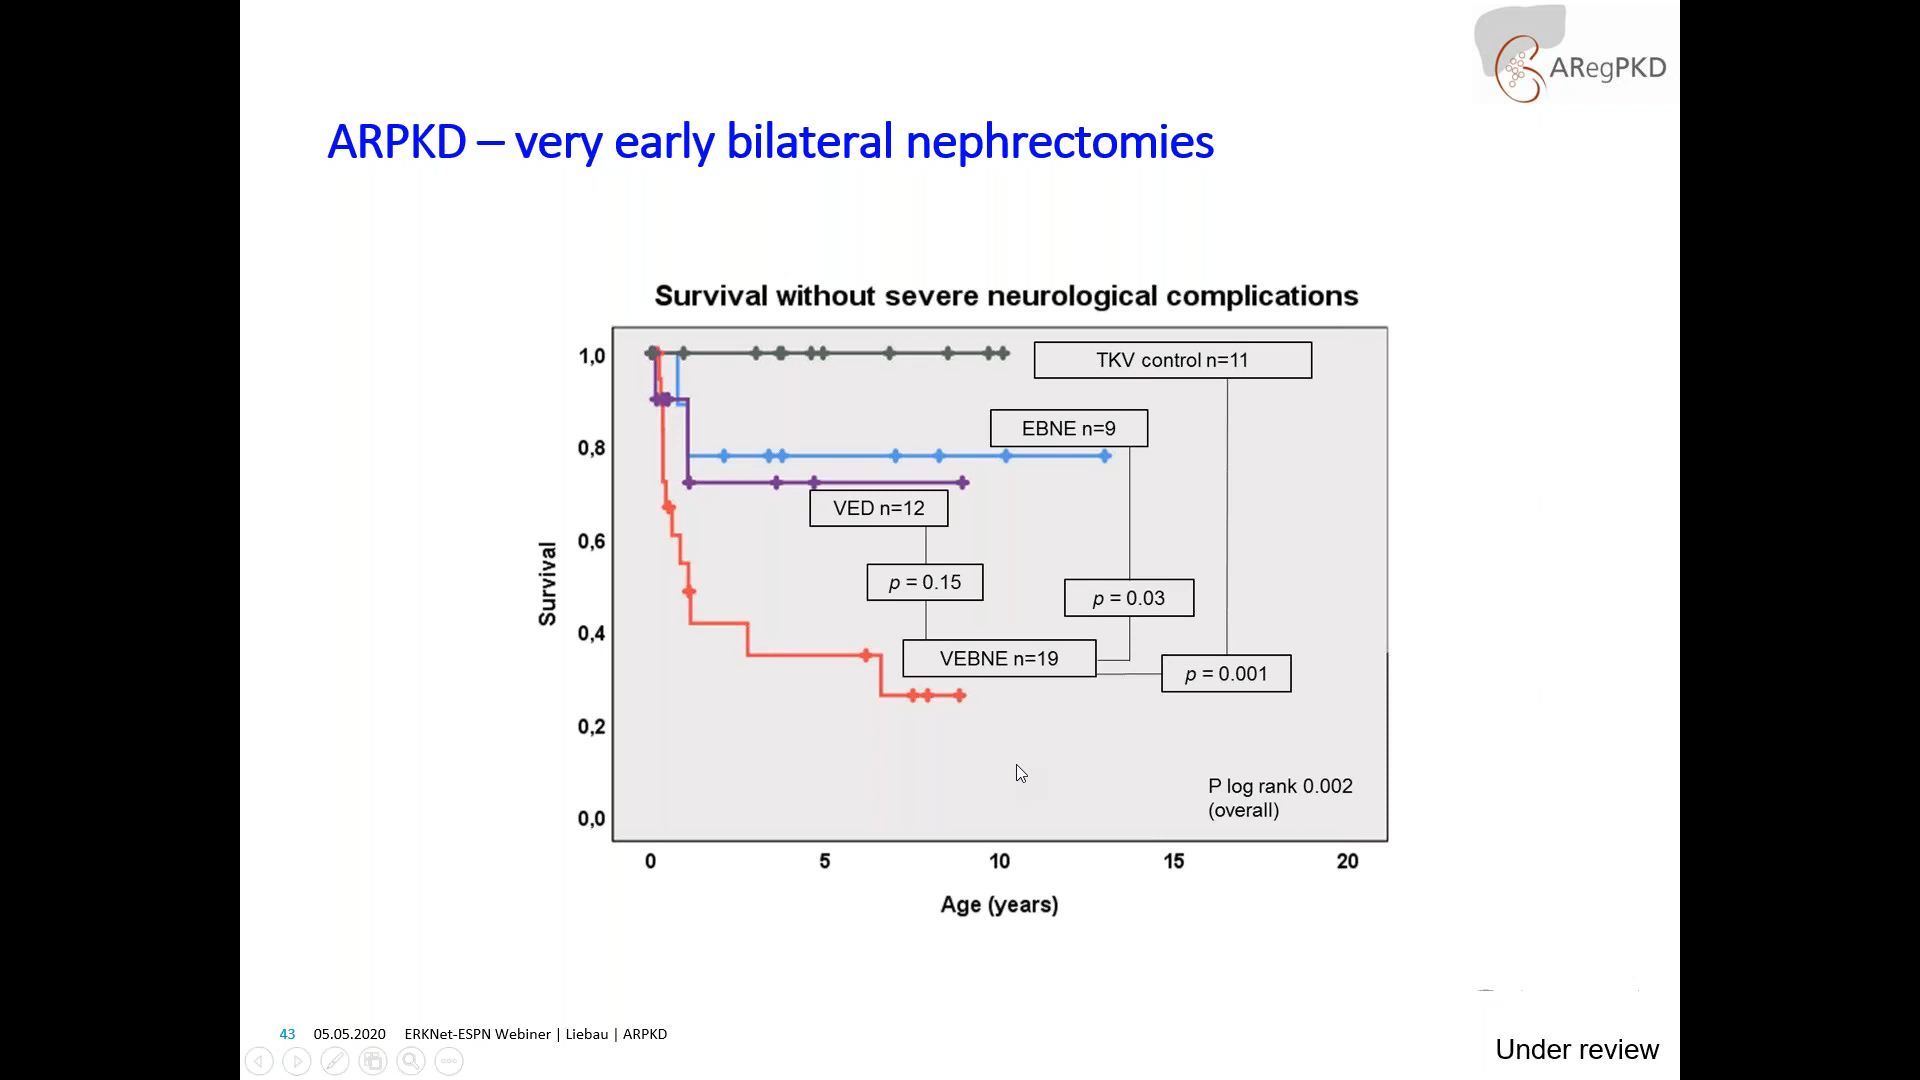 ARegPKD
ARPKD – very early bilateral nephrectomies
Survival without severe neurological complications
1,0
0,8
0,6
0,4
0,2
0,0
Survival
TKV control n=11
EBNE n=9
VED n=12
p = 0.15
p = 0.03
VEBNE n=19
p = 0.001
P log rank 0.002
(overall)
0 5 10 15 20
Age (years)
43 05.05.2020 ERKNet-ESPN Webiner | Liebau | ARPKD
Under review